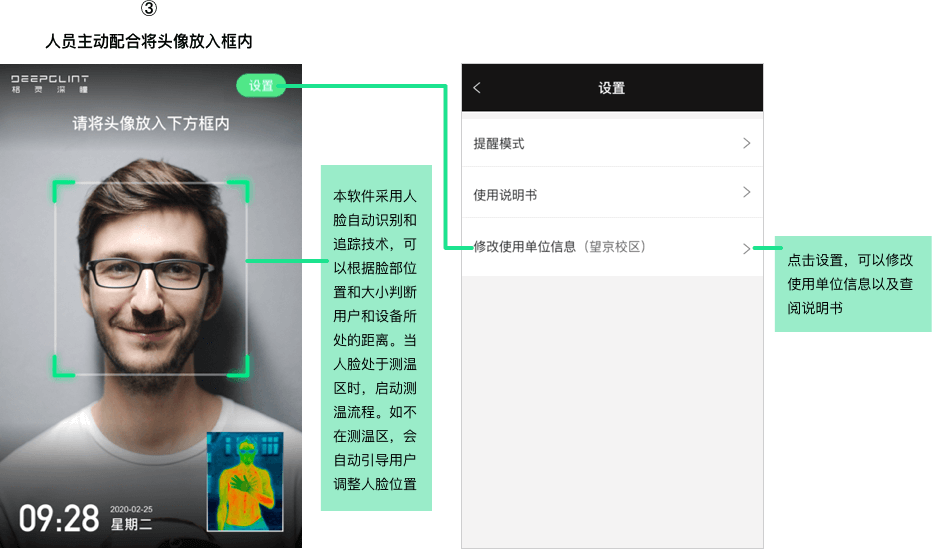 ③
人员主动配合将头像放入框内
DEEPGLINT
格灵深瞳
设置
请将头像放入下方框内
09:28
2020-02-25
星期二
本软件采用人
脸自动识别和
追踪技术，可
以根据脸部位
置和大小判断
用户和设备所
处的距离。当
人脸处于测温
区时，启动测
温流程。如不
在测温区，会
自动引导用户
调整人脸位置
设置
提醒模式
使用说明书
修改使用单位信息（望京校区）
点击设置，可以修改
使用单位信息以及查
阅说明书